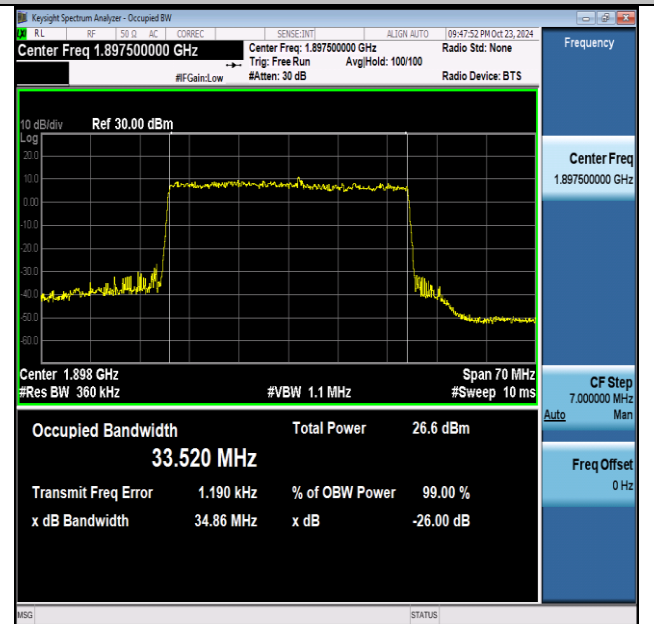 Keysight Spectrum Analyzer - Occupied BW
RL RF 50 Ω AC CORREC SENSE:INT ALIGN AUTO 09:47:52 PM Oct 23, 2024
Center Freq 1.897500000 GHz
Center Freq: 1.897500000 GHz
Radio Std: None
Trig: Free Run Avg|Hold: 100/100
#IFGain:Low
#Atten: 30 dB
Radio Device: BTS
Frequency
10 dB/div Ref 30.00 dBm
Log
20.0
10.0
0.00
-10.0
-20.0
-30.0
-40.0
-50.0
-60.0
Center 1.898 GHz
Span 70 MHz
#Res BW 360 kHz
#VBW 1.1 MHz
#Sweep 10 ms
Center Freq
1.897500000 GHz
CF Step
7.000000 MHz
Auto Man
Freq Offset
0 Hz
Occupied Bandwidth
33.520 MHz
Total Power 26.6 dBm
Transmit Freq Error 1.190 kHz
% of OBW Power 99.00 %
x dB Bandwidth 34.86 MHz
x dB -26.00 dB
MSG
STATUS